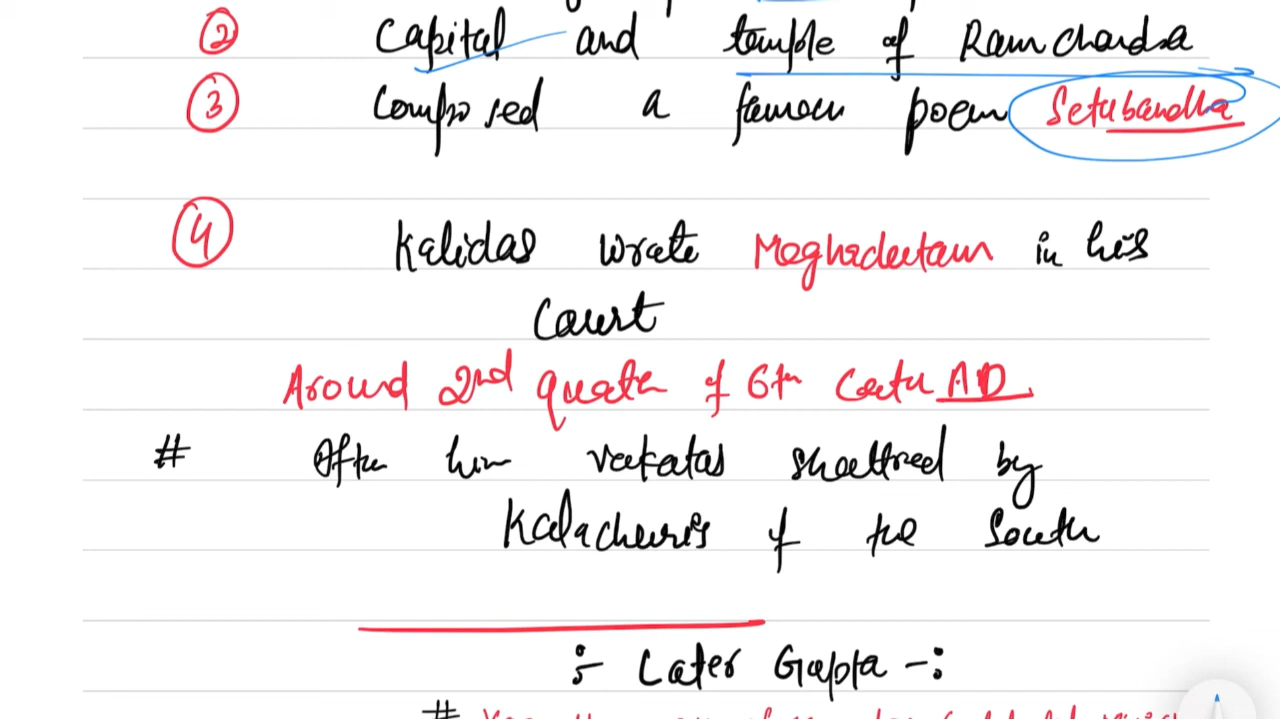 ② Capital and temple of Ramchandra
③ Composed a famous poem Setubandha
④ Kalidas wrote Meghadootam in his
Court
Around 2nd quater of 6th Centu AD
# After him vakatas shattered by
Kalachuris of the South
:- Later Gupta -:
#